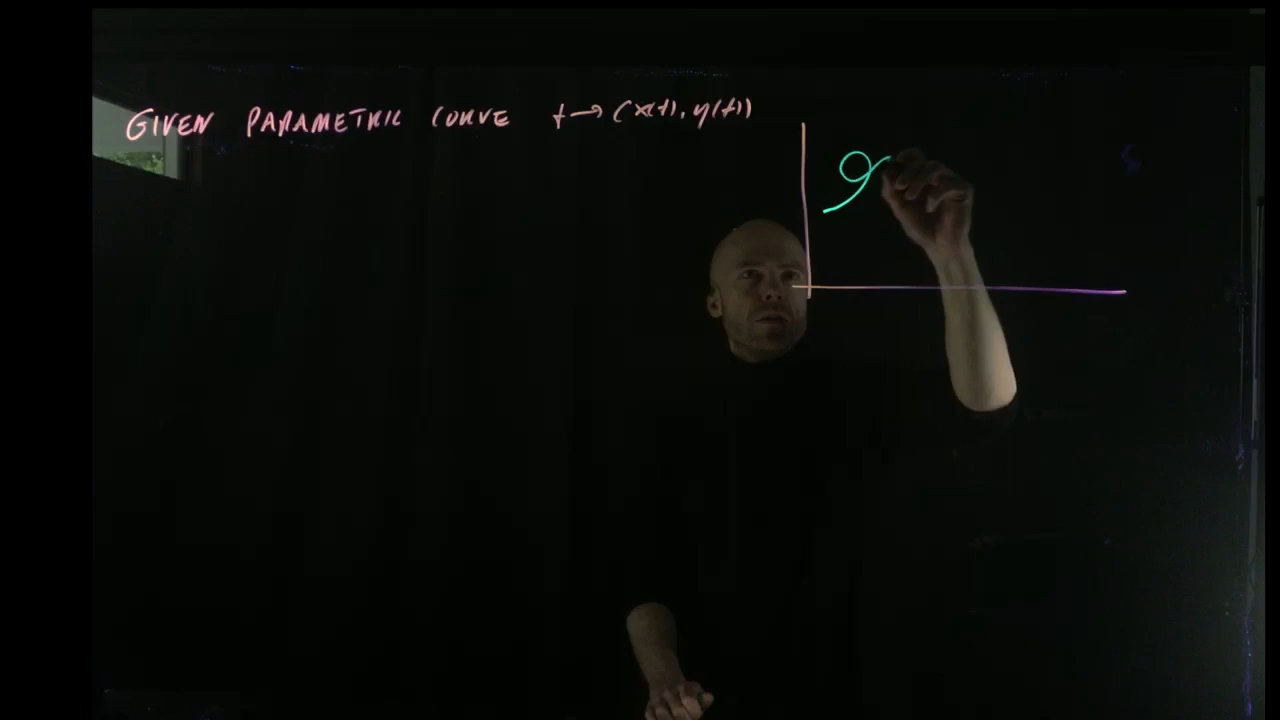 GIVEN PARAMETRIC CURVE t → (x(t), y(t))